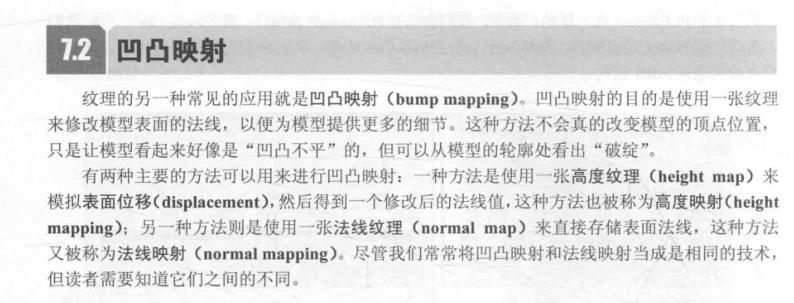 7.2 凹凸映射
纹理的另一种常见的应用就是凹凸映射（bump mapping）。凹凸映射的目的是使用一张纹理
来修改模型表面的法线，以便为模型提供更多的细节。这种方法不会真的改变模型的顶点位置，
只是让模型看起来好像是“凹凸不平”的，但可以从模型的轮廓处看出“破绽”。
有两种主要的方法可以用来进行凹凸映射：一种方法是使用一张高度纹理（height map）来
模拟表面位移（displacement），然后得到一个修改后的法线值，这种方法也被称为高度映射（height
mapping）；另一种方法则是使用一张法线纹理（normal map）来直接存储表面法线，这种方法
又被称为法线映射（normal mapping）。尽管我们常常将凹凸映射和法线映射当成是相同的技术，
但读者需要知道它们之间的不同。